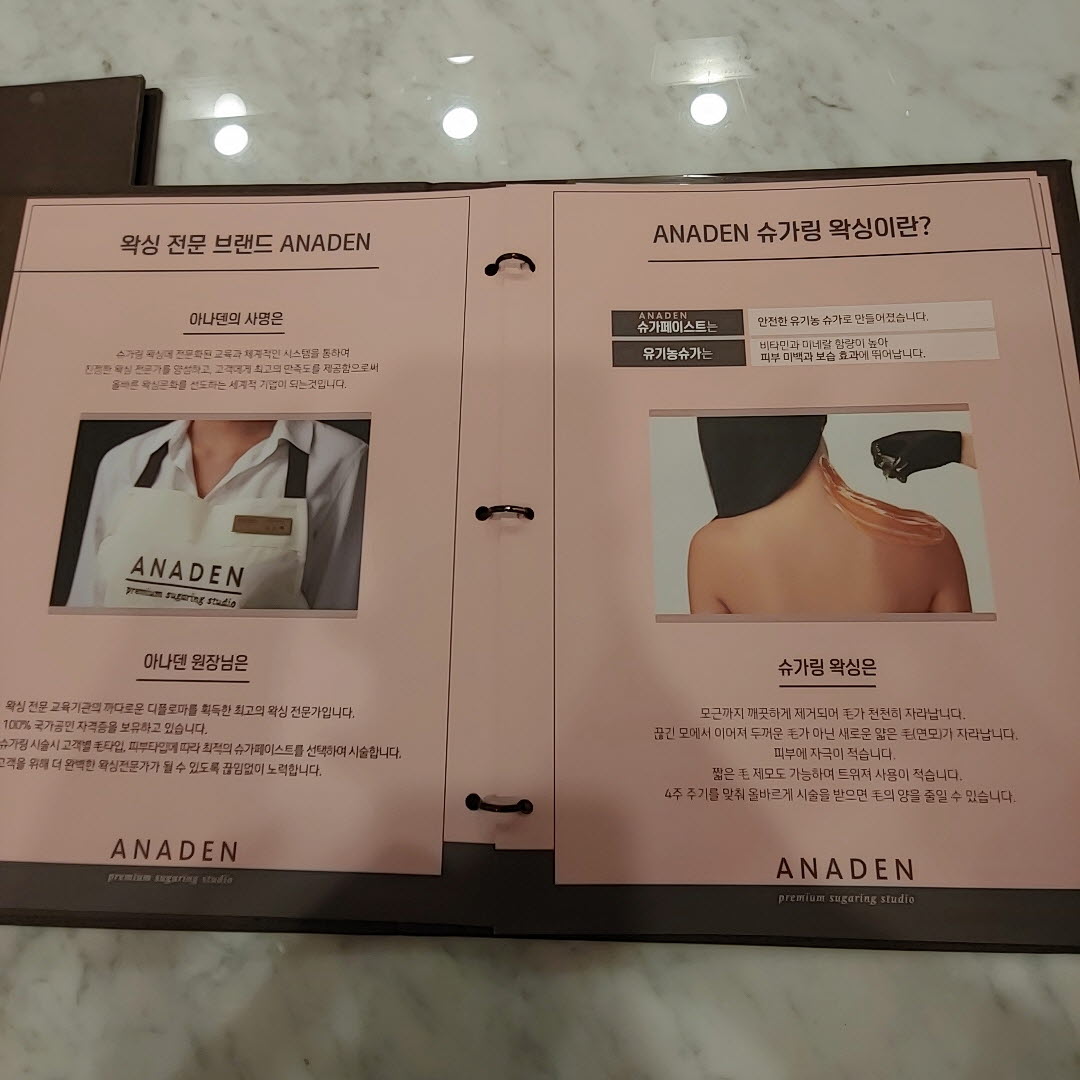 왁싱 전문 브랜드 ANADEN
아나덴의 사명은
슈가링 왁싱에 전문화된 교육과 체계적인 시스템을 통하여
진정한 왁싱 전문가를 양성하고, 고객에게 최고의 만족도를 제공함으로써
올바른 왁싱문화를 선도하는 세계적 기업이 되는것입니다.
ANADEN
premium sugaring studio
아나덴 원장님은
왁싱 전문 교육기관의 까다로운 디플로마를 획득한 최고의 왁싱 전문가입니다.
100% 국가공인 자격증을 보유하고 있습니다.
슈가링 시술시 고객별 毛타입, 피부타입에 따라 최적의 슈가페이스트를 선택하여 시술합니다.
고객을 위해 더 완벽한 왁싱전문가가 될 수 있도록 끊임없이 노력합니다.
ANADEN
premium sugaring studio
ANADEN 슈가링 왁싱이란?
ANADEN
슈가페이스트는
안전한 유기농 슈가로 만들어졌습니다.
유기농슈가는
비타민과 미네랄 함량이 높아
피부 미백과 보습 효과에 뛰어납니다.
슈가링 왁싱은
모근까지 깨끗하게 제거되어 毛가 천천히 자라납니다.
끊긴 모에서 이어져 두꺼운 毛가 아닌 새로운 얇은 毛(면모)가 자라납니다.
피부에 자극이 적습니다.
짧은 毛 제모도 가능하며 트위져 사용이 적습니다.
4주 주기를 맞춰 올바르게 시술을 받으면 毛의 양을 줄일 수 있습니다.
ANADEN
premium sugaring studio